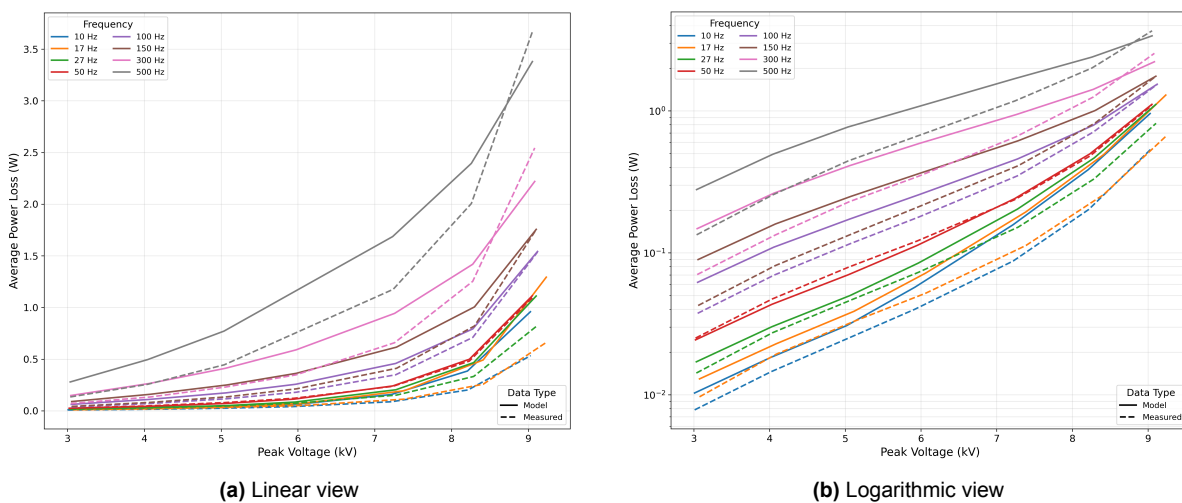 Frequency
10 Hz
17 Hz
27 Hz
50 Hz
100 Hz
150 Hz
300 Hz
500 Hz
Average Power Loss (W)
3.5
3.0
2.5
2.0
1.5
1.0
0.5
0.0
3 4 5 6 7 8 9
Peak Voltage (kV)
Data Type
Model
Measured
(a) Linear view
Frequency
10 Hz
17 Hz
27 Hz
50 Hz
100 Hz
150 Hz
300 Hz
500 Hz
Average Power Loss (W)
10⁰
10⁻¹
10⁻²
3 4 5 6 7 8 9
Peak Voltage (kV)
Data Type
Model
Measured
(b) Logarithmic view